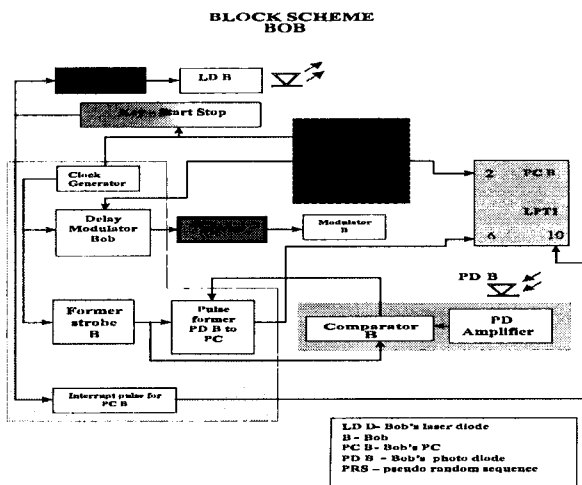 BLOCK SCHEME
BOB
LD B
Start Stop
Clock
Generator
2 PC B
LPT1
6 10
Delay
Modulator
Bob
Modulator
B
PD B
Former
strobe
B
Pulse
former
PD B to
PC
Comparator
B
PD
Amplifier
Interrupt pulse for
PC B
LD D- Bob's laser diode
B - Bob
PC B- Bob's PC
PD B - Bob's photo diode
PRS - pseudo random sequence